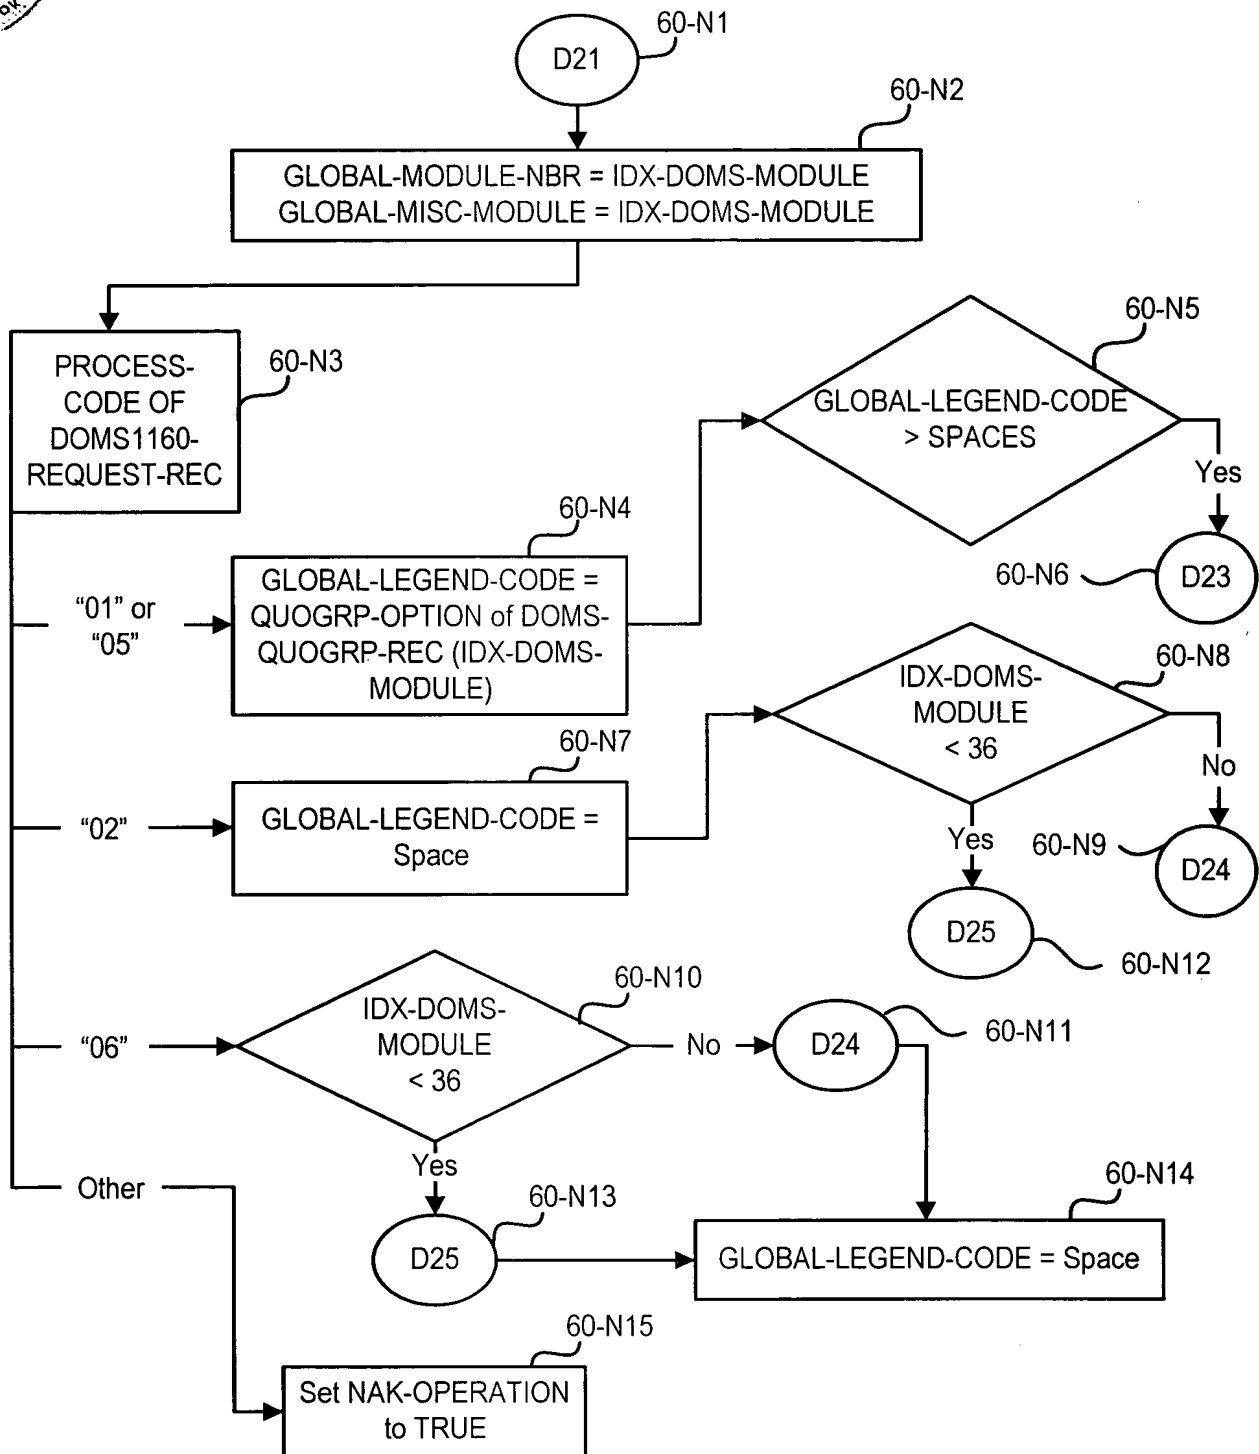 60-N1
D21
60-N2
GLOBAL-MODULE-NBR = IDX-DOMS-MODULE
GLOBAL-MISC-MODULE = IDX-DOMS-MODULE
60-N3
PROCESS-
CODE OF
DOMS1160-
REQUEST-REC
60-N5
GLOBAL-LEGEND-CODE
> SPACES
Yes
60-N6
D23
60-N4
“01” or
“05”
GLOBAL-LEGEND-CODE =
QUOGRP-OPTION of DOMS-
QUOGRP-REC (IDX-DOMS-
MODULE)
60-N8
IDX-DOMS-
MODULE
< 36
No
60-N9
D24
Yes
D25
60-N12
60-N7
“02”
GLOBAL-LEGEND-CODE =
Space
60-N10
“06”
IDX-DOMS-
MODULE
< 36
No
D24
60-N11
Yes
60-N13
D25
60-N14
GLOBAL-LEGEND-CODE = Space
Other
60-N15
Set NAK-OPERATION
to TRUE